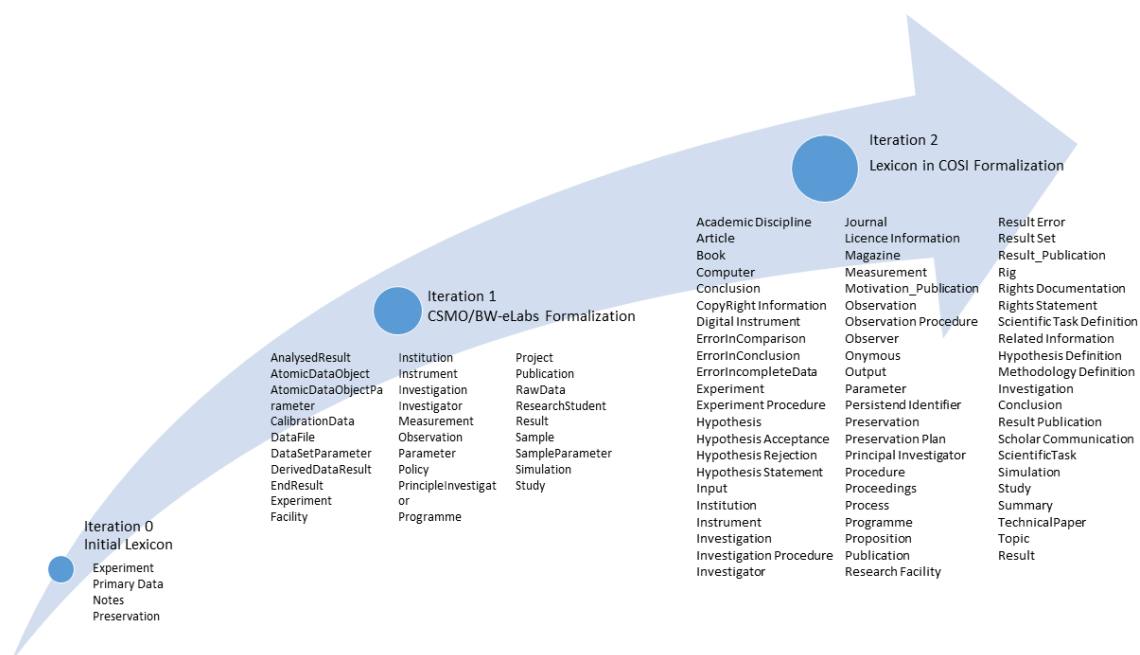 Iteration 2
Lexicon in COSI Formalization
Academic Discipline
Article
Book
Computer
Conclusion
CopyRight Information
Digital Instrument
ErrorInComparison
ErrorInConclusion
ErrorIncompleteData
Experiment
Experiment Procedure
Hypothesis
Hypothesis Acceptance
Hypothesis Rejection
Hypothesis Statement
Input
Institution
Instrument
Investigation
Investigation Procedure
Investigator
Journal
Licence Information
Magazine
Measurement
Motivation_Publication
Observation
Observation Procedure
Observer
Onymous
Output
Parameter
Persistend Identifier
Preservation
Preservation Plan
Principal Investigator
Procedure
Proceedings
Process
Programme
Proposition
Publication
Research Facility
Result Error
Result Set
Result_Publication
Rig
Rights Documentation
Rights Statement
Scientific Task Definition
Related Information
Hypothesis Definition
Methodology Definition
Investigation
Conclusion
Result Publication
Scholar Communication
ScientificTask
Simulation
Study
Summary
TechnicalPaper
Topic
Result
Iteration 1
CSMO/BW-eLabs Formalization
AnalysedResult
AtomicDataObject
AtomicDataObjectPa
rameter
CalibrationData
DataFile
DataSetParameter
DerivedDataResult
EndResult
Experiment
Facility
Institution
Instrument
Investigation
Investigator
Measurement
Observation
Parameter
Policy
PrincipleInvestigat
or
Programme
Project
Publication
RawData
ResearchStudent
Result
Sample
SampleParameter
Simulation
Study
Iteration 0
Initial Lexicon
Experiment
Primary Data
Notes
Preservation